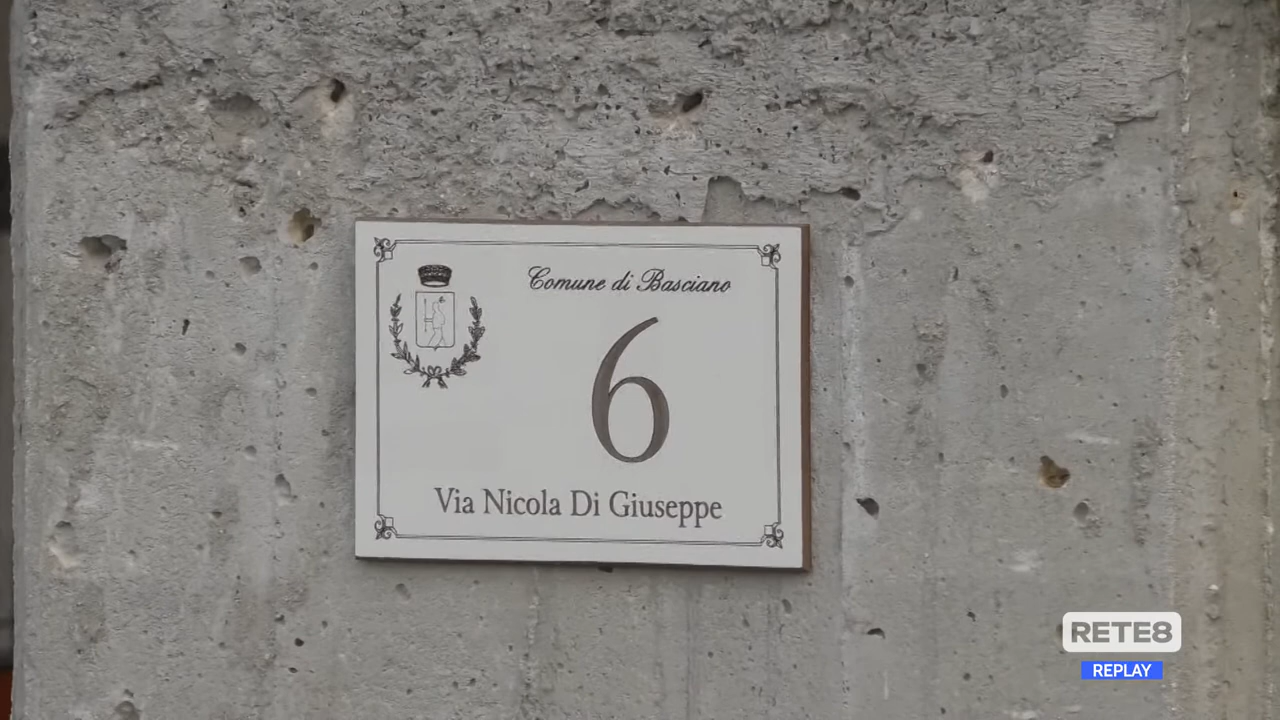 Comune di Basciano
6
Via Nicola Di Giuseppe
RETE8
REPLAY